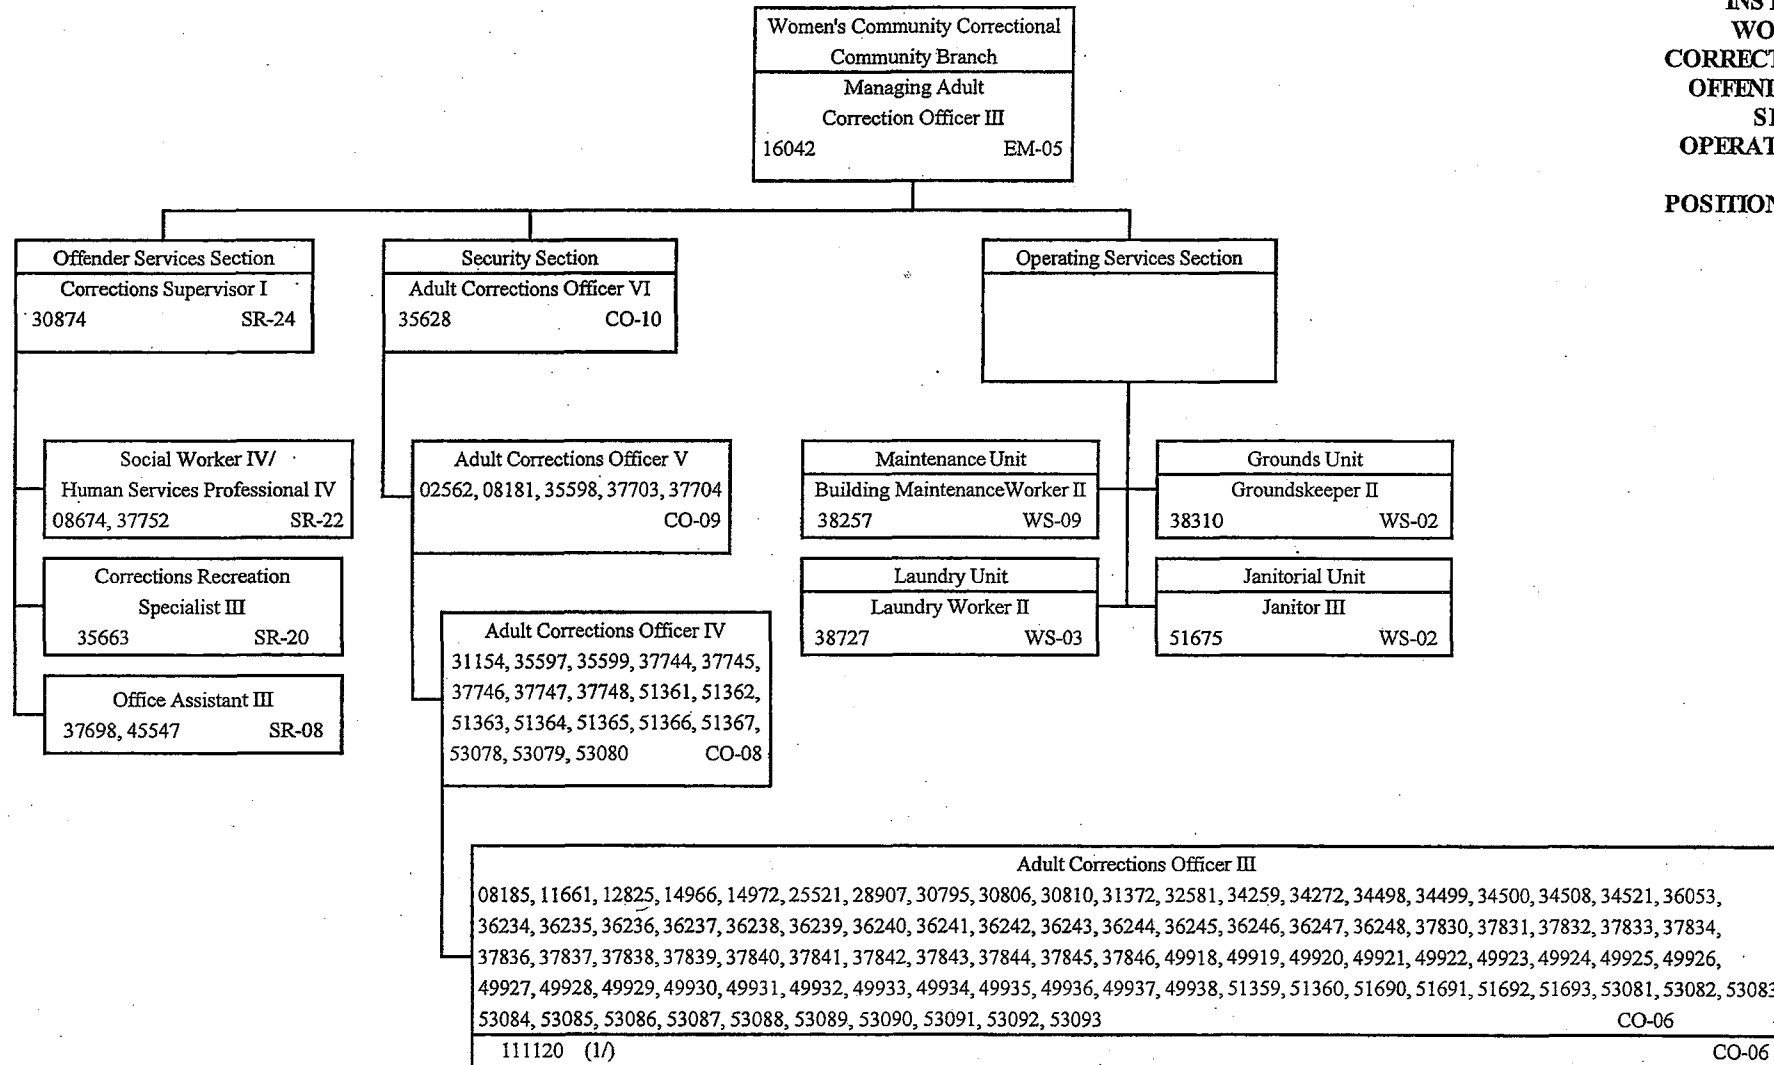 Women's Community Correctional
Community Branch
Managing Adult
Correction Officer III
16042 EM-05
WO
CORRECT
OPERAT
POSITION
Offender Services Section
Corrections Supervisor I
30874 SR-24
Security Section
Adult Corrections Officer VI
35628 CO-10
Operating Services Section
Social Worker IV/
Human Services Professional IV
08674, 37752 SR-22
Corrections Recreation
Specialist III
35663 SR-20
Office Assistant III
37698, 45547 SR-08
Adult Corrections Officer V
02562, 08181, 35598, 37703, 37704
CO-09
Adult Corrections Officer IV
31154, 35597, 35599, 37744, 37745,
37746, 37747, 37748, 51361, 51362,
51363, 51364, 51365, 51366, 51367,
53078, 53079, 53080 CO-08
Maintenance Unit
Building MaintenanceWorker II
38257 WS-09
Grounds Unit
Groundskeeper II
38310 WS-02
Laundry Unit
Laundry Worker II
38727 WS-03
Janitorial Unit
Janitor III
51675 WS-02
Adult Corrections Officer III
08185, 11661, 12825, 14966, 14972, 25521, 28907, 30795, 30806, 30810, 31372, 32581, 34259, 34272, 34498, 34499, 34500, 34508, 34521, 36053,
36234, 36235, 36236, 36237, 36238, 36239, 36240, 36241, 36242, 36243, 36244, 36245, 36246, 36247, 36248, 37830, 37831, 37832, 37833, 37834,
37836, 37837, 37838, 37839, 37840, 37841, 37842, 37843, 37844, 37845, 37846, 49918, 49919, 49920, 49921, 49922, 49923, 49924, 49925, 49926,
49927, 49928, 49929, 49930, 49931, 49932, 49933, 49934, 49935, 49936, 49937, 49938, 51359, 51360, 51690, 51691, 51692, 51693, 53081, 53082, 53083
53084, 53085, 53086, 53087, 53088, 53089, 53090, 53091, 53092, 53093 CO-06
111120 (1/) CO-06